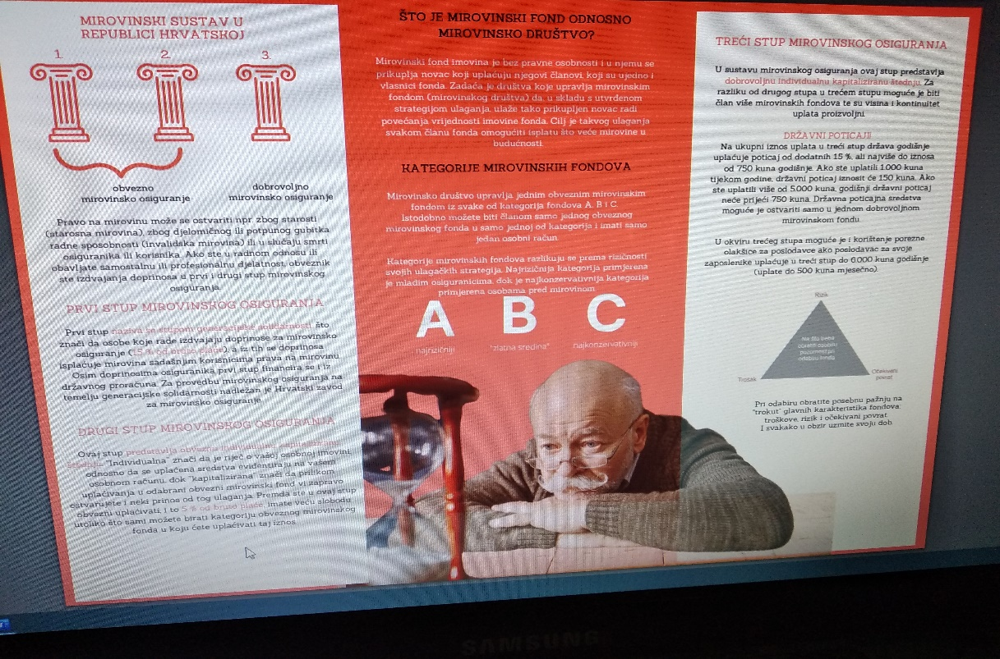 MIROVINSKI SUSTAV U
REPUBLICI HRVATSKOJ
1.
2.
3.
obvezno
mirovinsko osiguranje
dobrovoljno
mirovinsko osiguranje
Pravo na mirovinu može se ostvariti npr. zbog starosti
(starosna mirovina), zbog djelomičnog ili potpunog gubitka
radne sposobnosti (invalidska mirovina) ili u slučaju smrti
osiguranika ili korisnika. Ako ste u radnom odnosu ili
obavljate samostalnu ili profesionalnu djelatnost, obveznik
ste izdvajanja doprinosa u prvi i drugi stup mirovinskog
osiguranja.
PRVI STUP MIROVINSKOG OSIGURANJA
Prvi stup naziva se stupom generacijske solidarnosti, što
znači da osobe koje rade izdvajaju doprinose za mirovinsko
osiguranje (15 % od bruto plaće), a iz tih se doprinosa
isplaćuje mirovina sadašnjim korisnicima prava na mirovinu.
Osim doprinosima osiguranika prvi stup financira se i iz
državnog proračuna. Za provedbu mirovinskog osiguranja na
temelju generacijske solidarnosti nadležan je Hrvatski zavod
za mirovinsko osiguranje.
DRUGI STUP MIROVINSKOG OSIGURANJA
Ovaj stup predstavlja obveznu individualnu kapitaliziranu
štednju. "Individualna" znači da je riječ o vašoj osobnoj imovini,
odnosno da se uplaćena sredstva evidentiraju na vašem
osobnom računu, dok "kapitalizirana" znači da prilikom
uplaćivanja u odabrani obvezni mirovinski fond vi zapravo
ostvarujete i neki prinos od tog ulaganja. Premda ste u ovaj stup
obvezni uplaćivati, i to 5 % od bruto plaće, imate veću slobodu
utoliko što sami možete birati kategoriju obveznog mirovinskog
fonda u koju ćete uplaćivati taj iznos.
ŠTO JE MIROVINSKI FOND ODNOSNO
MIROVINSKO DRUŠTVO?
Mirovinski fond imovina je bez pravne osobnosti i u njemu se
prikuplja novac koji uplaćuju njegovi članovi, koji su ujedno i
vlasnici fonda. Zadaća je društva koje upravlja mirovinskim
fondom (mirovinskog društva) da, u skladu s utvrđenom
strategijom ulaganja, ulaže tako prikupljen novac radi
povećanja vrijednosti imovine fonda. Cilj je takvog ulaganja
svakom članu fonda omogućiti isplatu što veće mirovine u
budućnosti.
KATEGORIJE MIROVINSKIH FONDOVA
Mirovinsko društvo upravlja jednim obveznim mirovinskim
fondom iz svake od kategorija fondova A, B i C.
Istodobno možete biti članom samo jednog obveznog
mirovinskog fonda u samo jednoj od kategorija i imati samo
jedan osobni račun.
Kategorije mirovinskih fondova razlikuju se prema rizičnosti
svojih ulagačkih strategija. Najrizičnija kategorija primjerena
je mlađim osiguranicima, dok je najkonzervativnija kategorija
primjerena osobama pred mirovinom.
A B C
najrizičniji
"zlatna sredina"
najkonzervativniji
TREĆI STUP MIROVINSKOG OSIGURANJA
U sustavu mirovinskog osiguranja ovaj stup predstavlja
dobrovoljnu individualnu kapitaliziranu štednju. Za
razliku od drugog stupa u trećem stupu moguće je biti
član više mirovinskih fondova te su visina i kontinuitet
uplata proizvoljni.
DRŽAVNI POTICAJI!
Na ukupni iznos uplata u treći stup država godišnje
uplaćuje poticaj od dodatnih 15 %, ali najviše do iznosa
od 750 kuna godišnje. Ako ste uplatili 1.000 kuna
tijekom godine, državni poticaj iznosit će 150 kuna. Ako
ste uplatili više od 5.000 kuna, godišnji državni poticaj
neće prijeći 750 kuna. Državna poticajna sredstva
moguće je ostvariti samo u jednom dobrovoljnom
mirovinskom fondu.
U okviru trećeg stupa moguće je i korištenje porezne
olakšice za poslodavce ako poslodavac za svoje
zaposlenike uplaćuje u treći stup do 6.000 kuna godišnje
(uplate do 500 kuna mjesečno).
Rizik
Na što treba
obratiti osobitu
pozornost pri
odabiru fonda
Trošak
Očekivani
povrat
Pri odabiru obratite posebnu pažnju na
"trokut" glavnih karakteristika fondova:
troškove, rizik i očekivani povrat.
I svakako u obzir uzmite svoju dob.
SAMSUNG